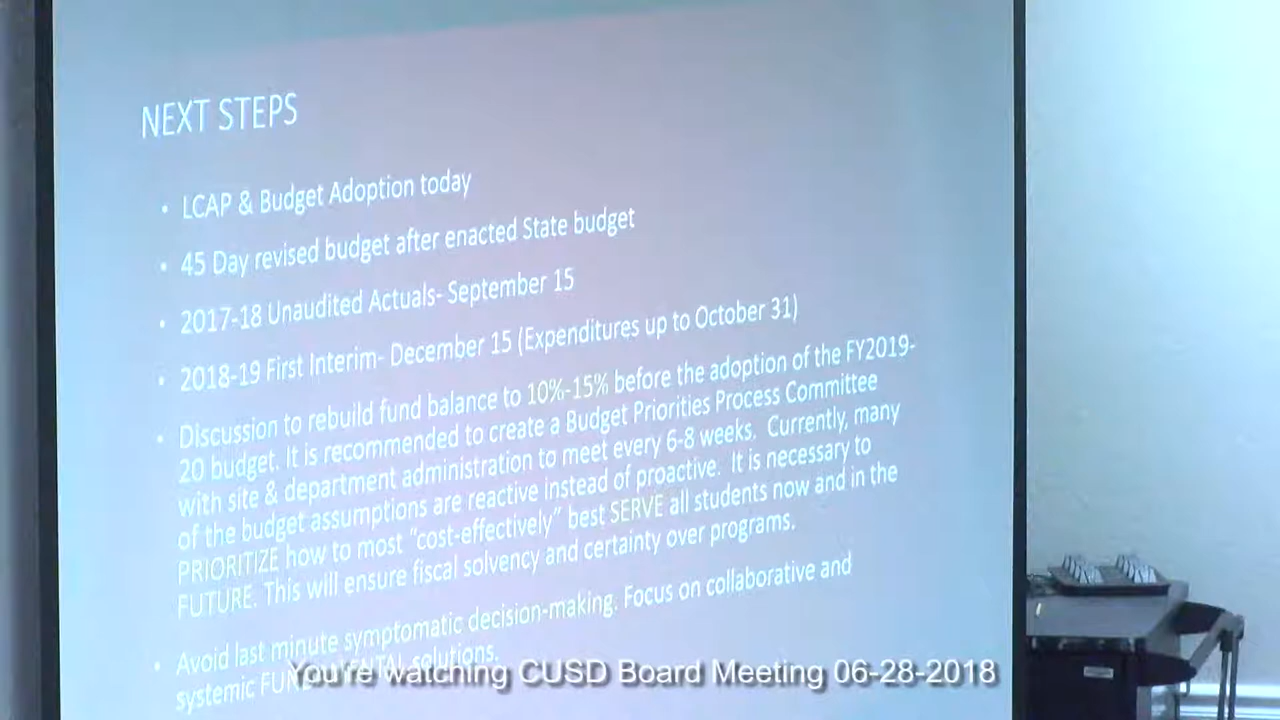 NEXT STEPS
• LCAP & Budget Adoption today
• 45 Day revised budget after enacted State budget
• 2017-18 Unaudited Actuals- September 15
• 2018-19 First Interim- December 15 (Expenditures up to October 31)
• Discussion to rebuild fund balance to 10%-15% before the adoption of the FY2019-
20 budget. It is recommended to create a Budget Priorities Process Committee
with site & department administration to meet every 6-8 weeks. Currently, many
of the budget assumptions are reactive instead of proactive. It is necessary to
PRIORITIZE how to most "cost-effectively" best SERVE all students now and in the
FUTURE. This will ensure fiscal solvency and certainty over programs.
• Avoid last minute symptomatic decision-making. Focus on collaborative and
systemic solutions.
You're watching CUSD Board Meeting 06-28-2018